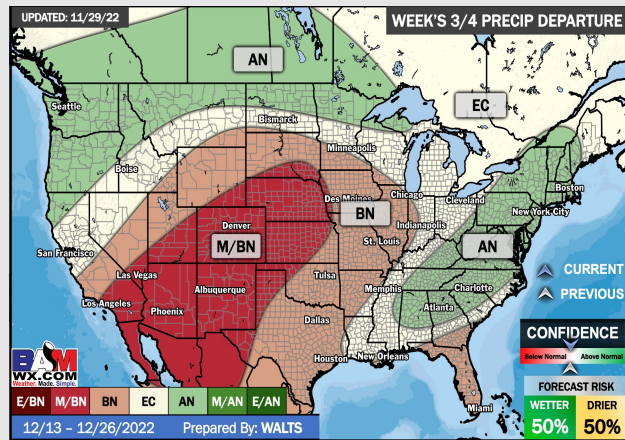 UPDATED: 11/29/22
WEEK'S 3/4 PRECIP DEPARTURE
AN
EC
Seattle
Bismarck
Minneapolis
Boise
Boston
Des Moines
Chicago
Cleveland
New York City
BN
Indianapolis
Denver
M/BN
St. Louis
AN
San Francisco
CURRENT
Las Vegas
Tulsa
Memphis
Charlotte
PREVIOUS
Los Angeles
Albuquerque
Phoenix
Atlanta
Dallas
CONFIDENCE
Below Normal
Above Normal
Houston
New Orleans
BAM
WX.COM
Weather. Made. Simple.
FORECAST RISK
Miami
E/BN M/BN BN EC AN M/AN E/AN
WETTER DRIER
50% 50%
12/13 – 12/26/2022 Prepared By: WALTS